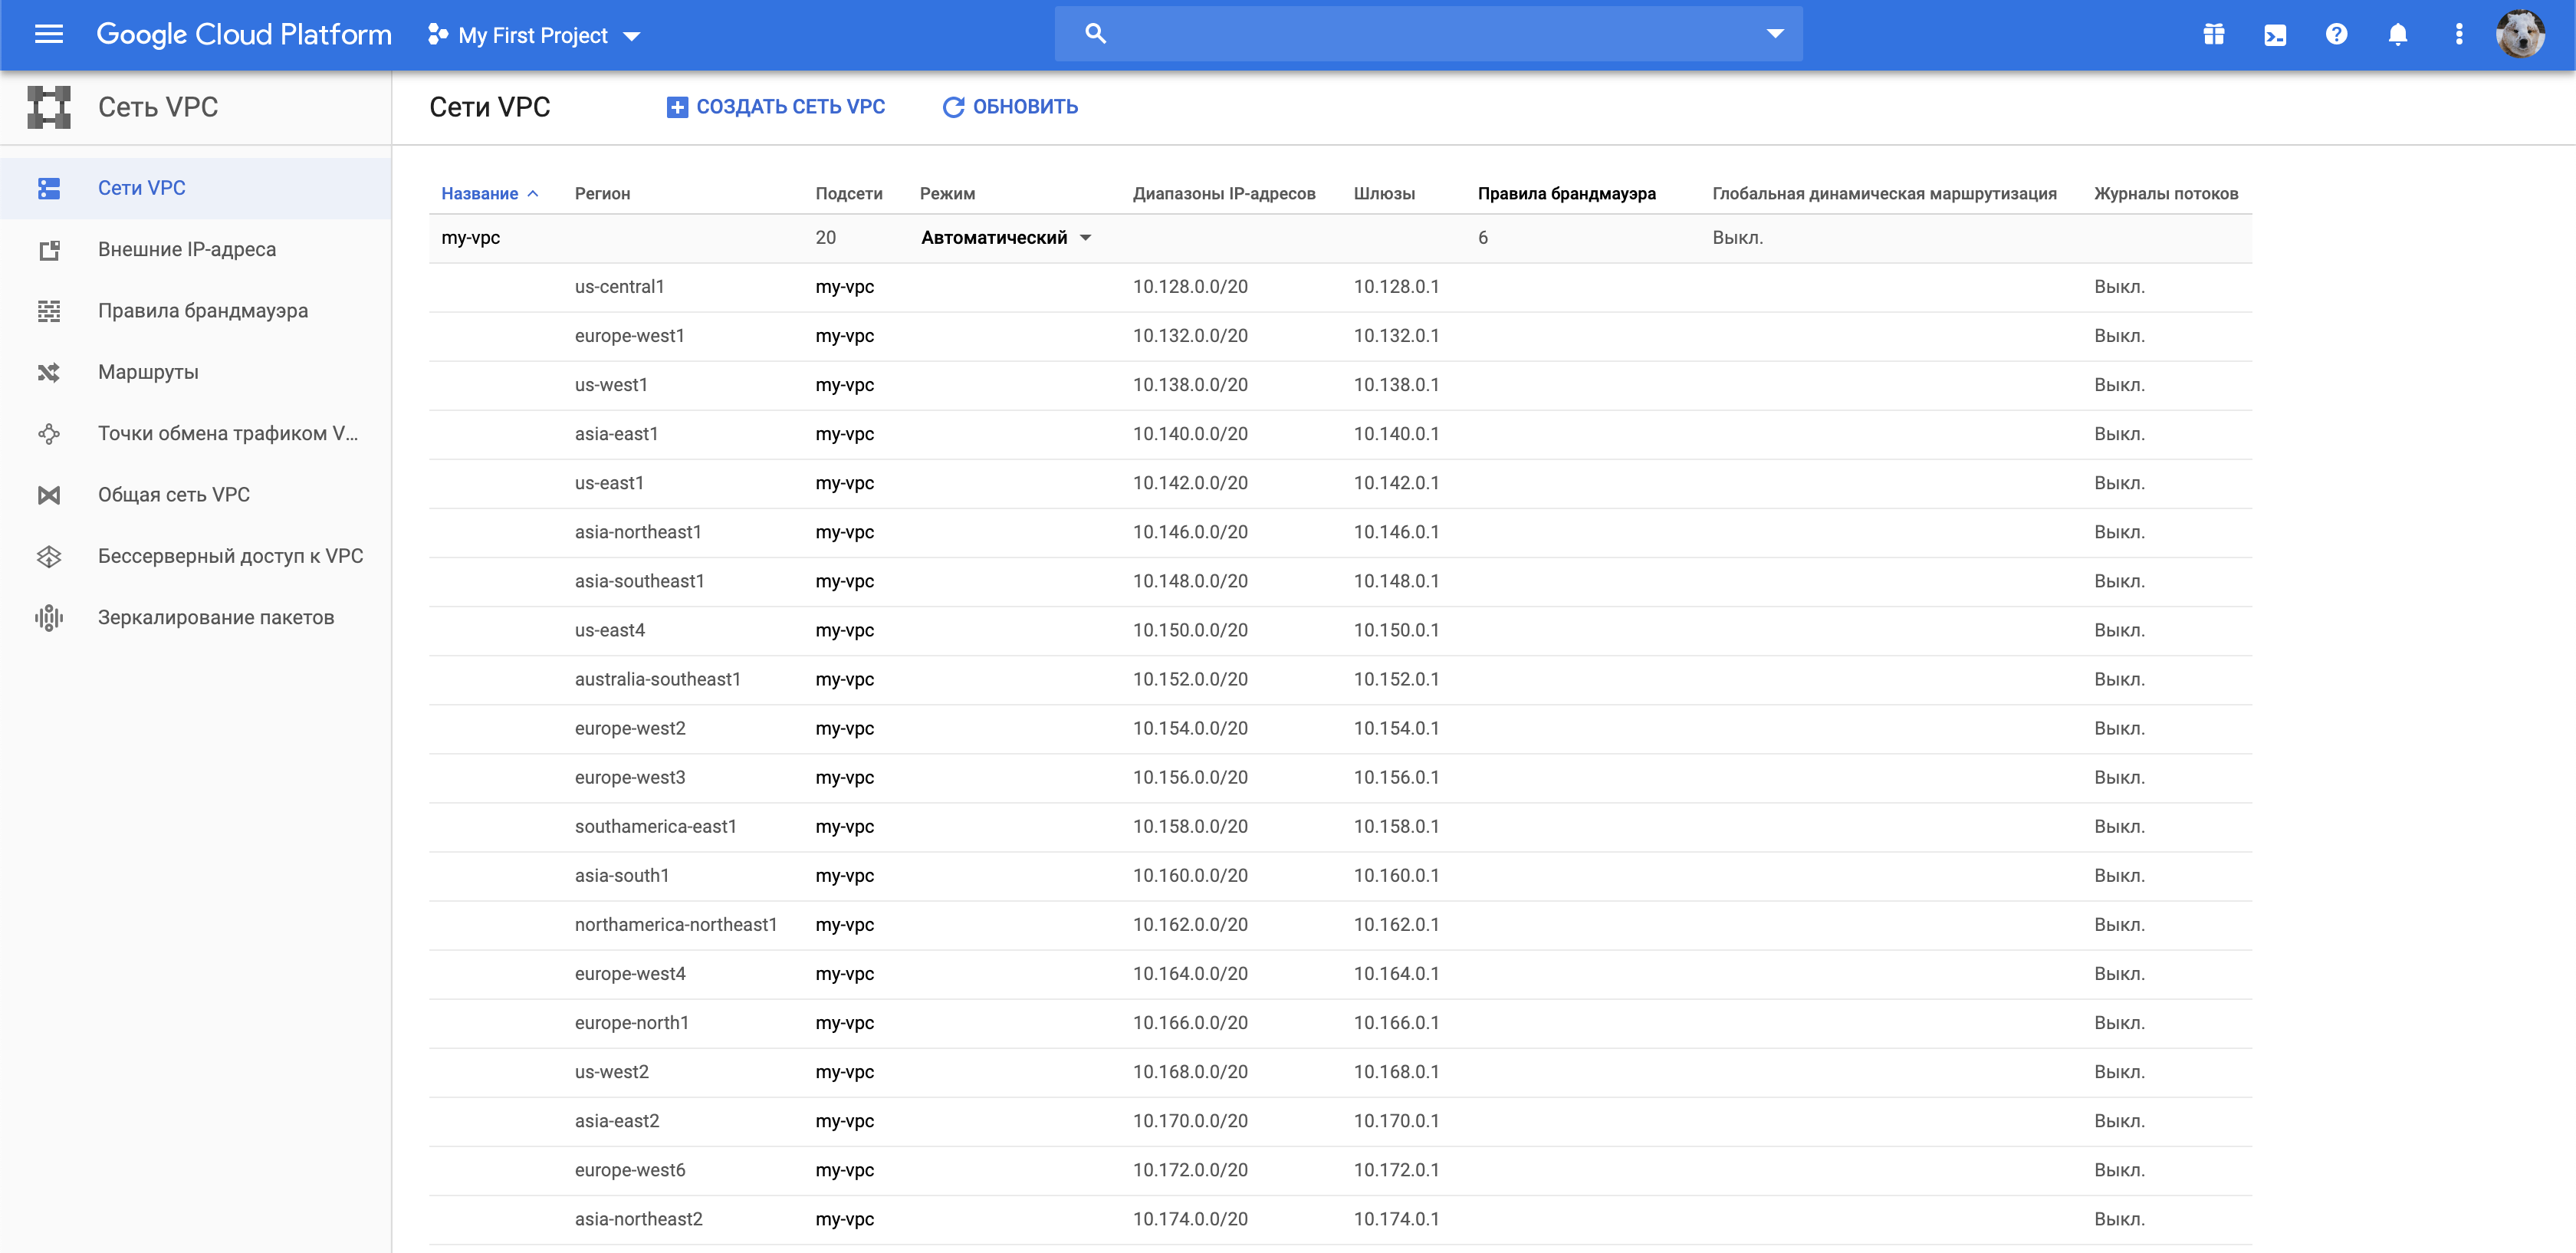 Google Cloud Platform My First Project
Сеть VPC
Сети VPC
Внешние IP-адреса
Правила брандмауэра
Маршруты
Точки обмена трафиком V...
Общая сеть VPC
Бессерверный доступ к VPC
Зеркалирование пакетов
Сети VPC СОЗДАТЬ СЕТЬ VPC ОБНОВИТЬ
Название Регион Подсети Режим Диапазоны IP-адресов Шлюзы Правила брандмауэра Глобальная динамическая маршрутизация Журналы потоков
my-vpc 20 Автоматический 6 Выкл.
us-central1 my-vpc 10.128.0.0/20 10.128.0.1 Выкл.
europe-west1 my-vpc 10.132.0.0/20 10.132.0.1 Выкл.
us-west1 my-vpc 10.138.0.0/20 10.138.0.1 Выкл.
asia-east1 my-vpc 10.140.0.0/20 10.140.0.1 Выкл.
us-east1 my-vpc 10.142.0.0/20 10.142.0.1 Выкл.
asia-northeast1 my-vpc 10.146.0.0/20 10.146.0.1 Выкл.
asia-southeast1 my-vpc 10.148.0.0/20 10.148.0.1 Выкл.
us-east4 my-vpc 10.150.0.0/20 10.150.0.1 Выкл.
australia-southeast1 my-vpc 10.152.0.0/20 10.152.0.1 Выкл.
europe-west2 my-vpc 10.154.0.0/20 10.154.0.1 Выкл.
europe-west3 my-vpc 10.156.0.0/20 10.156.0.1 Выкл.
southamerica-east1 my-vpc 10.158.0.0/20 10.158.0.1 Выкл.
asia-south1 my-vpc 10.160.0.0/20 10.160.0.1 Выкл.
northamerica-northeast1 my-vpc 10.162.0.0/20 10.162.0.1 Выкл.
europe-west4 my-vpc 10.164.0.0/20 10.164.0.1 Выкл.
europe-north1 my-vpc 10.166.0.0/20 10.166.0.1 Выкл.
us-west2 my-vpc 10.168.0.0/20 10.168.0.1 Выкл.
asia-east2 my-vpc 10.170.0.0/20 10.170.0.1 Выкл.
europe-west6 my-vpc 10.172.0.0/20 10.172.0.1 Выкл.
asia-northeast2 my-vpc 10.174.0.0/20 10.174.0.1 Выкл.